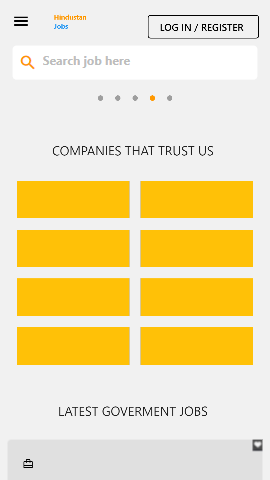 Hindustan
Jobs
LOG IN / REGISTER
Search job here
COMPANIES THAT TRUST US
LATEST GOVERMENT JOBS